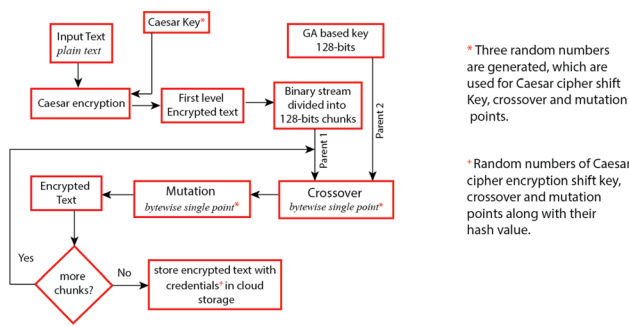 Input Text
plain text
Caesar Key*
GA based key
128-bits
Caesar encryption
First level
Encrypted text
Binary stream
divided into
128-bits chunks
Parent 1
Parent 2
Encrypted
Text
Mutation
bytewise single point*
Crossover
bytewise single point*
Yes
more
chunks?
No
store encrypted text with
credentials+ in cloud
storage
* Three random numbers
are generated, which are
used for Caesar cipher shift
Key, crossover and mutation
points.
+ Random numbers of Caesar
cipher encryption shift key,
crossover and mutation
points along with their
hash value.